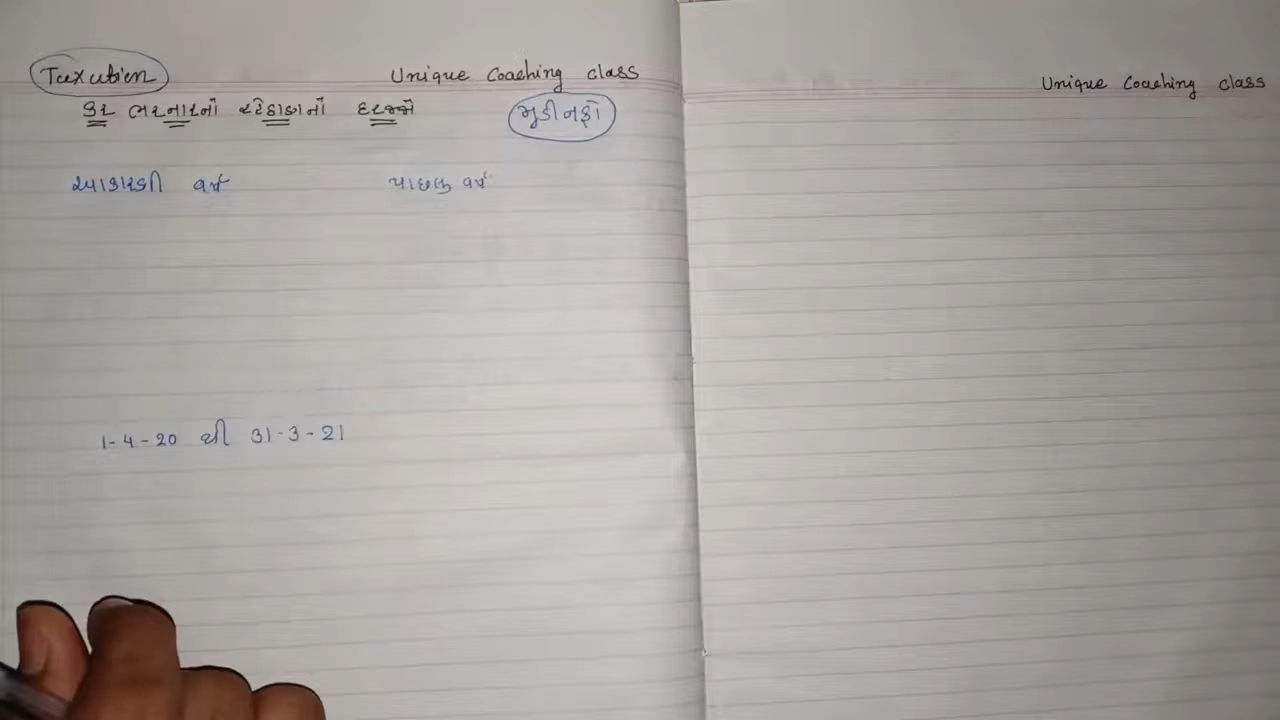 Taxation
Unique Coaching class
કર ભરનારનો રહેઠાણનો દરજ્જો
મૂડી નફો
આકારણી વર્ષ
પાછલુ વર્ષ
1-4-20 થી 31-3-21
Unique Coaching class